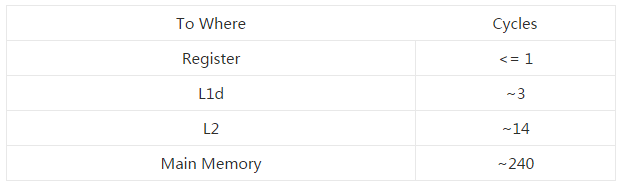 To Where Cycles
Register <= 1
L1d ~3
L2 ~14
Main Memory ~240